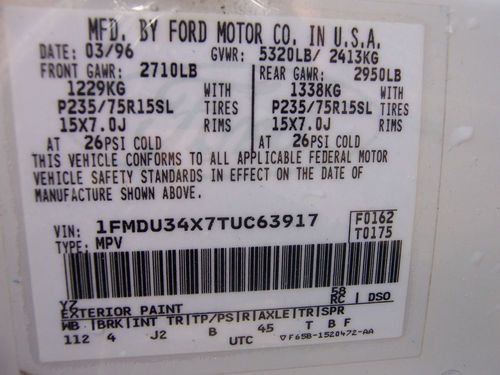 MFD. BY FORD MOTOR CO. IN U.S.A.
DATE: 03/96 GVWR: 5320LB/ 2413KG
FRONT GAWR: 2710LB REAR GAWR: 2950LB
1229KG WITH 1338KG WITH
P235/75R15SL TIRES P235/75R15SL TIRES
15X7.0J RIMS 15X7.0J RIMS
AT 26PSI COLD AT 26PSI COLD
THIS VEHICLE CONFORMS TO ALL APPLICABLE FEDERAL MOTOR
VEHICLE SAFETY STANDARDS IN EFFECT ON THE DATE OF
MANUFACTURE SHOWN ABOVE.
VIN: 1FMDU34X7TUC63917 F0162
TYPE: MPV T0175
YZ 58
EXTERIOR PAINT RC DSO
WB BRK INT TR TP/PS R AXLE TR SPR
112 4 J2 B 45 T B F
UTC F65B-1520472-AA